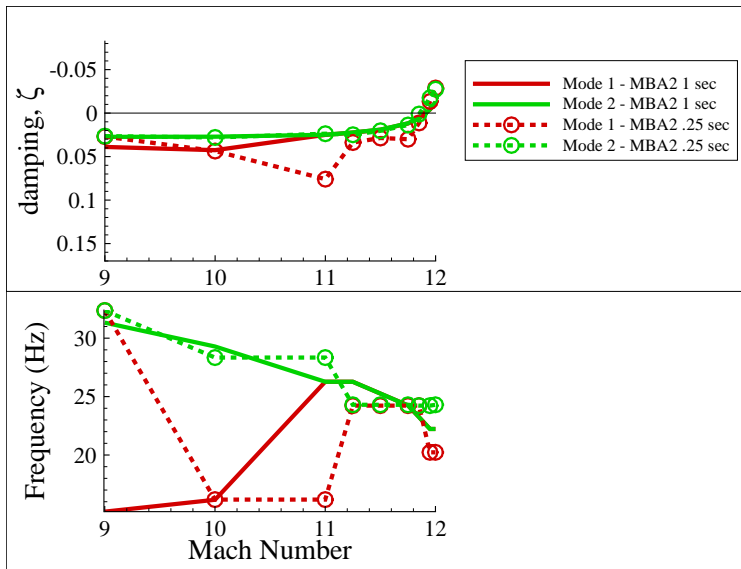 -0.05
0
0.05
0.1
0.15
damping, ζ
9
10
11
12
Mode 1 - MBA2 1 sec
Mode 2 - MBA2 1 sec
Mode 1 - MBA2 .25 sec
Mode 2 - MBA2 .25 sec
30
25
20
Frequency (Hz)
9
10
11
12
Mach Number